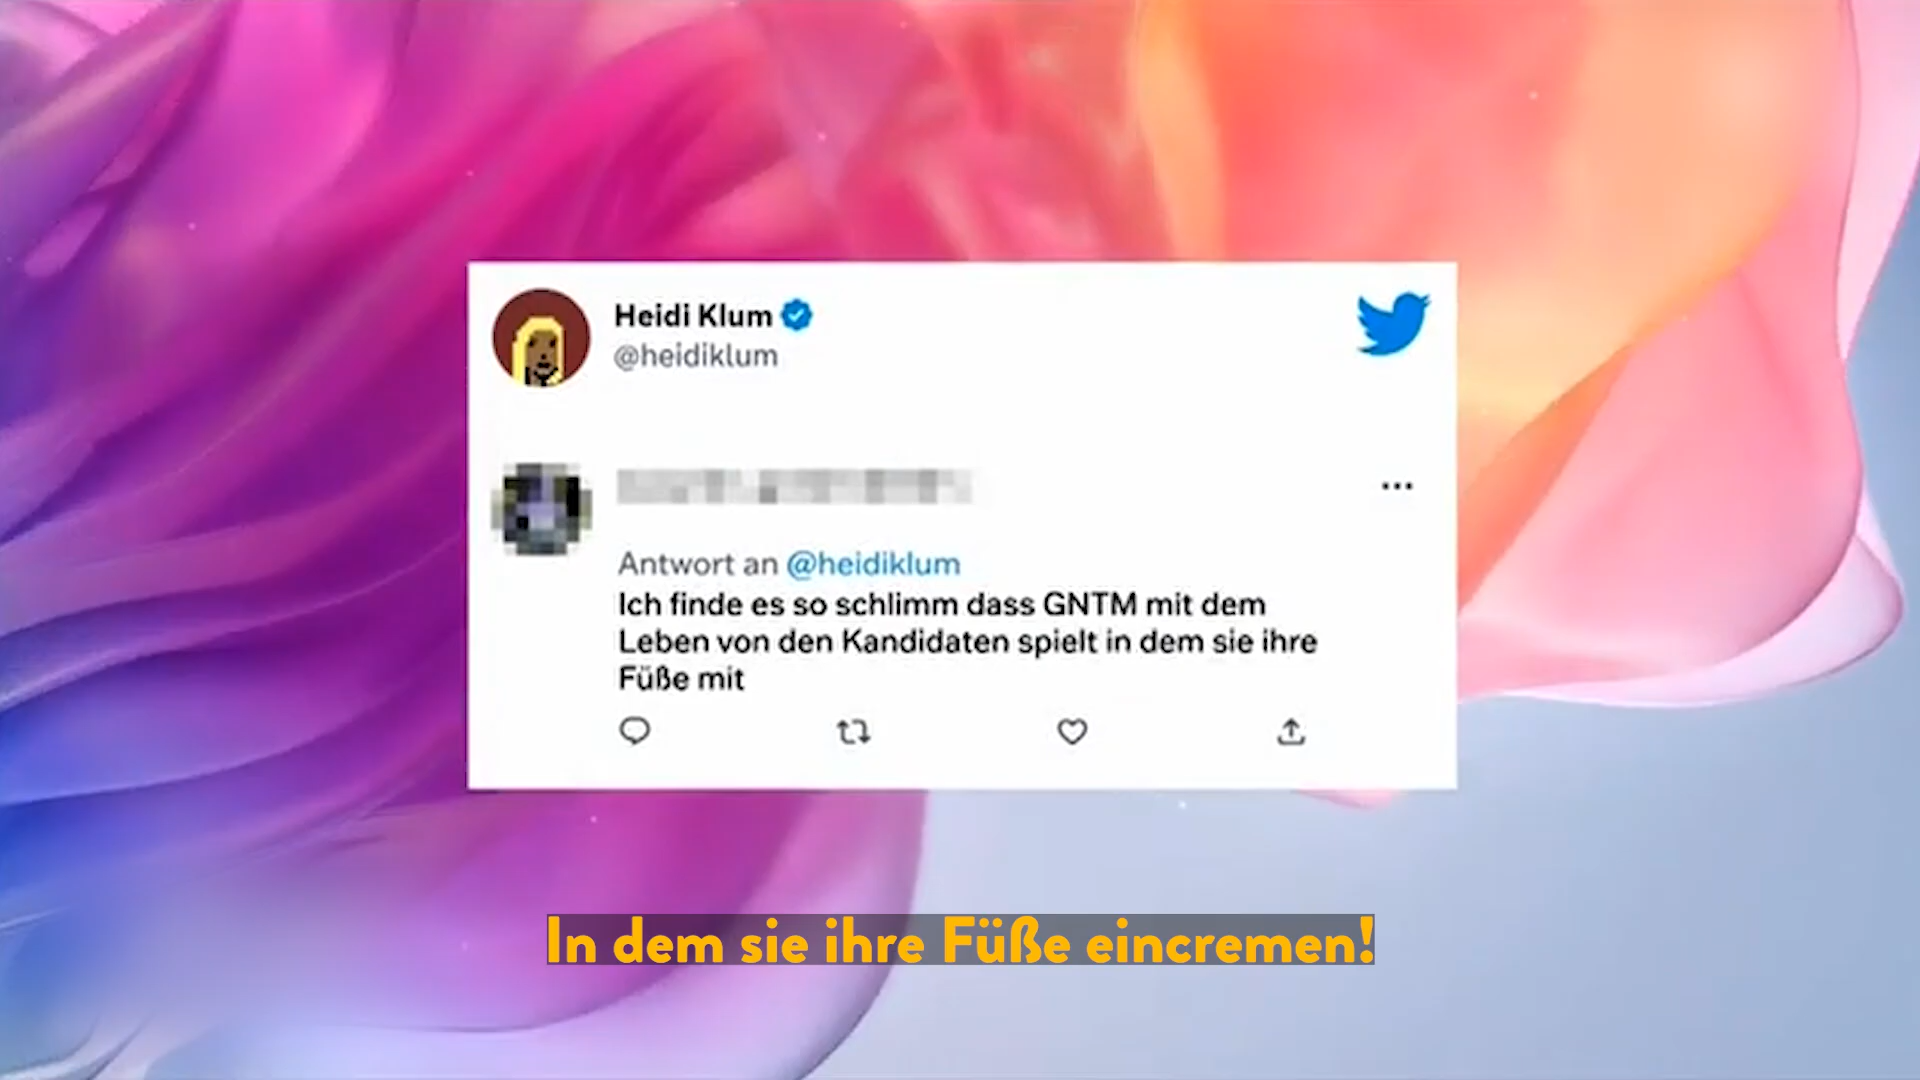 Heidi Klum
@heidiklum
Antwort an @heidiklum
Ich finde es so schlimm dass GNTM mit dem
Leben von den Kandidaten spielt in dem sie ihre
Füße mit
In dem sie ihre Füße eincremen!